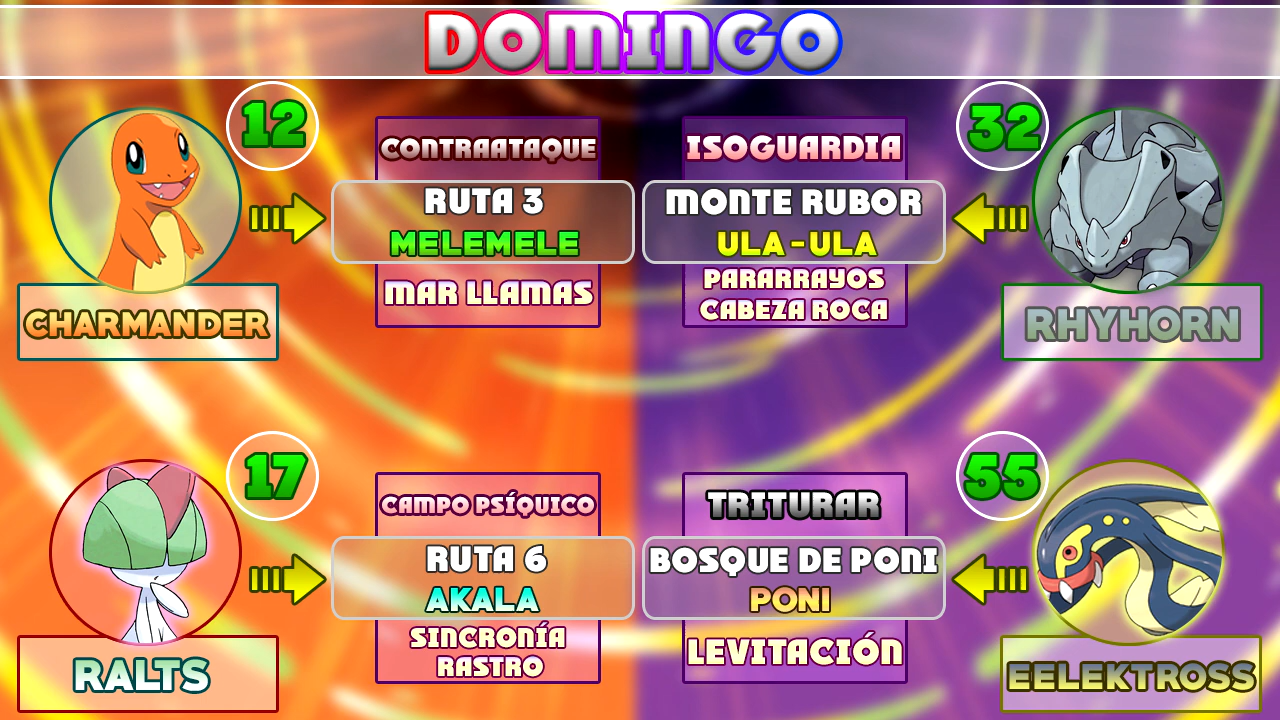 DOMINGO
12
CONTRAATAQUE
RUTA 3
MELEMELE
MAR LLAMAS
CHARMANDER
32
ISOGUARDIA
MONTE RUBOR
ULA-ULA
PARARRAYOS
CABEZA ROCA
RHYHORN
17
CAMPO PSÍQUICO
RUTA 6
AKALA
SINCRONÍA
RASTRO
RALTS
55
TRITURAR
BOSQUE DE PONI
PONI
LEVITACIÓN
EELEKTROSS